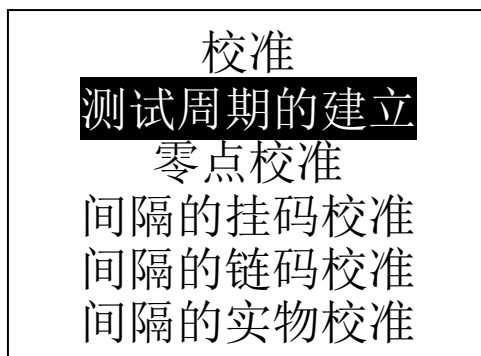 校准
测试周期的建立
零点校准
间隔的挂码校准
间隔的链码校准
间隔的实物校准